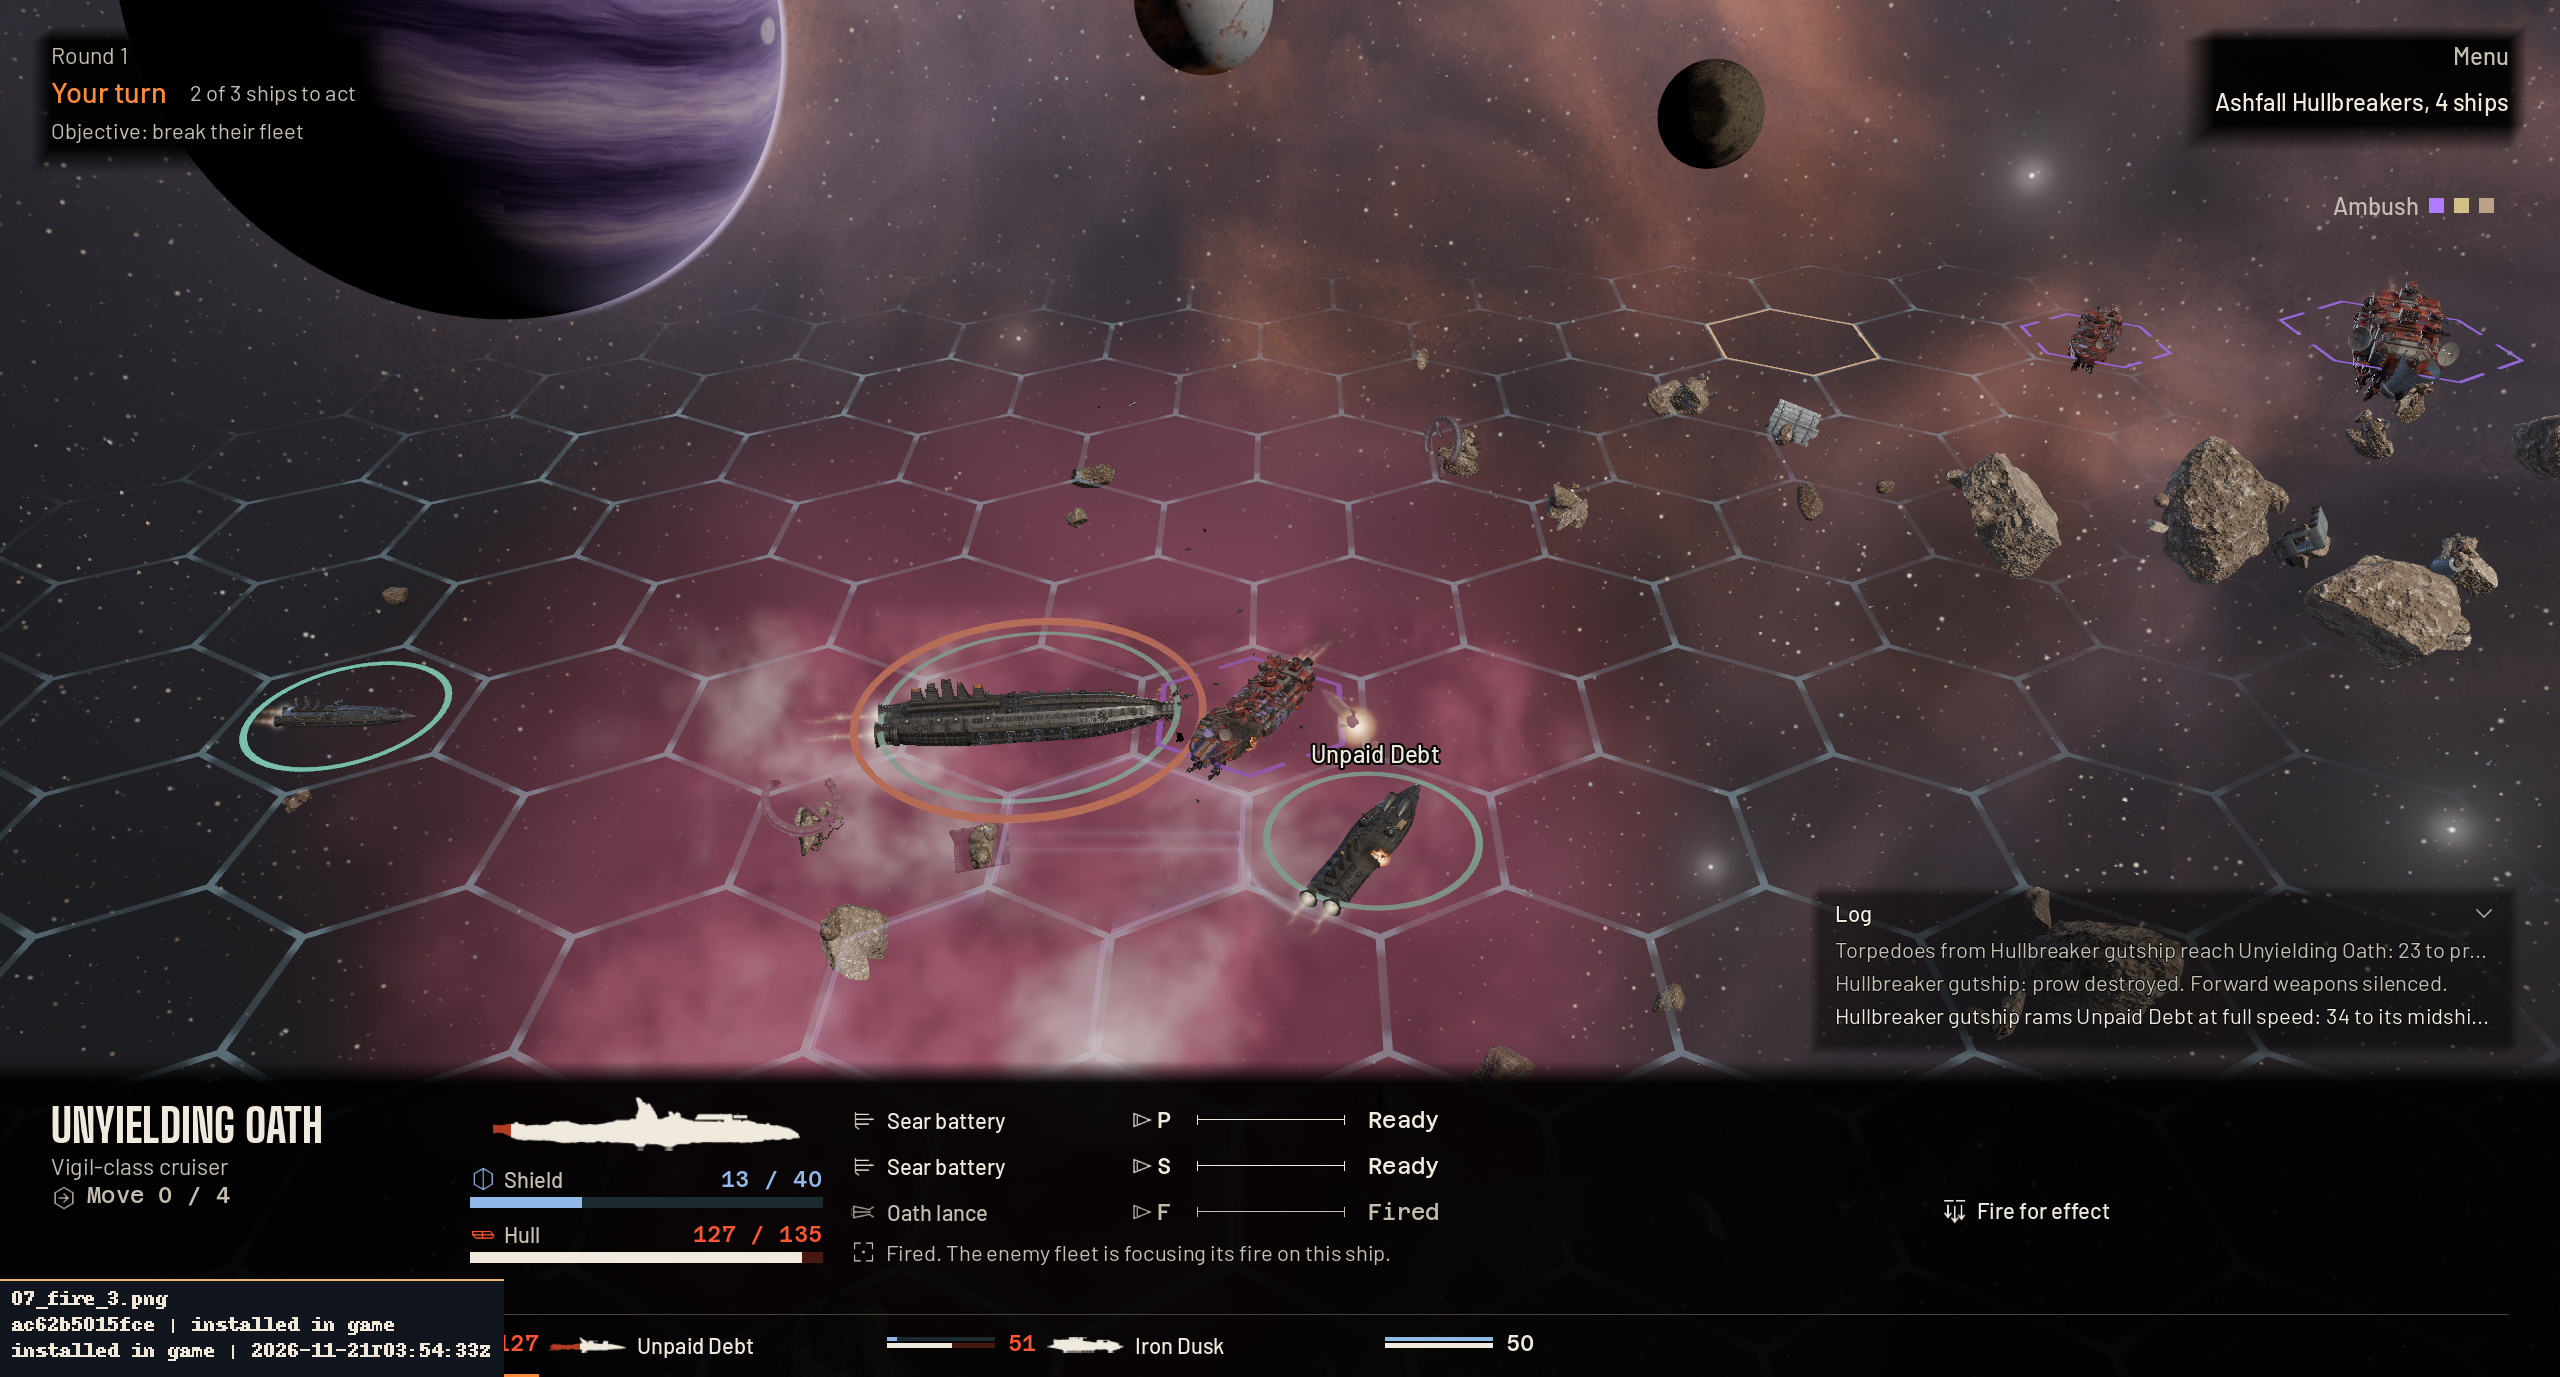 Round 1
Your turn 2 of 3 ships to act
Objective: break their fleet
Menu
Ashfall Hullbreakers, 4 ships
Ambush
Unpaid Debt
Log
Torpedoes from Hullbreaker gutship reach Unyielding Oath: 23 to pr...
Hullbreaker gutship: prow destroyed. Forward weapons silenced.
Hullbreaker gutship rams Unpaid Debt at full speed: 34 to its midshi...
UNYIELDING OATH
Vigil-class cruiser
Move 0 / 4
Shield 13 / 40
Hull 127 / 135
Sear battery P Ready
Sear battery S Ready
Oath lance F Fired
Fired. The enemy fleet is focusing its fire on this ship.
Fire for effect
07_fire_3.png
ac62b5015fce | installed in game
installed in game | 2026-11-21T03:54:33Z
127 Unpaid Debt 51 Iron Dusk 50